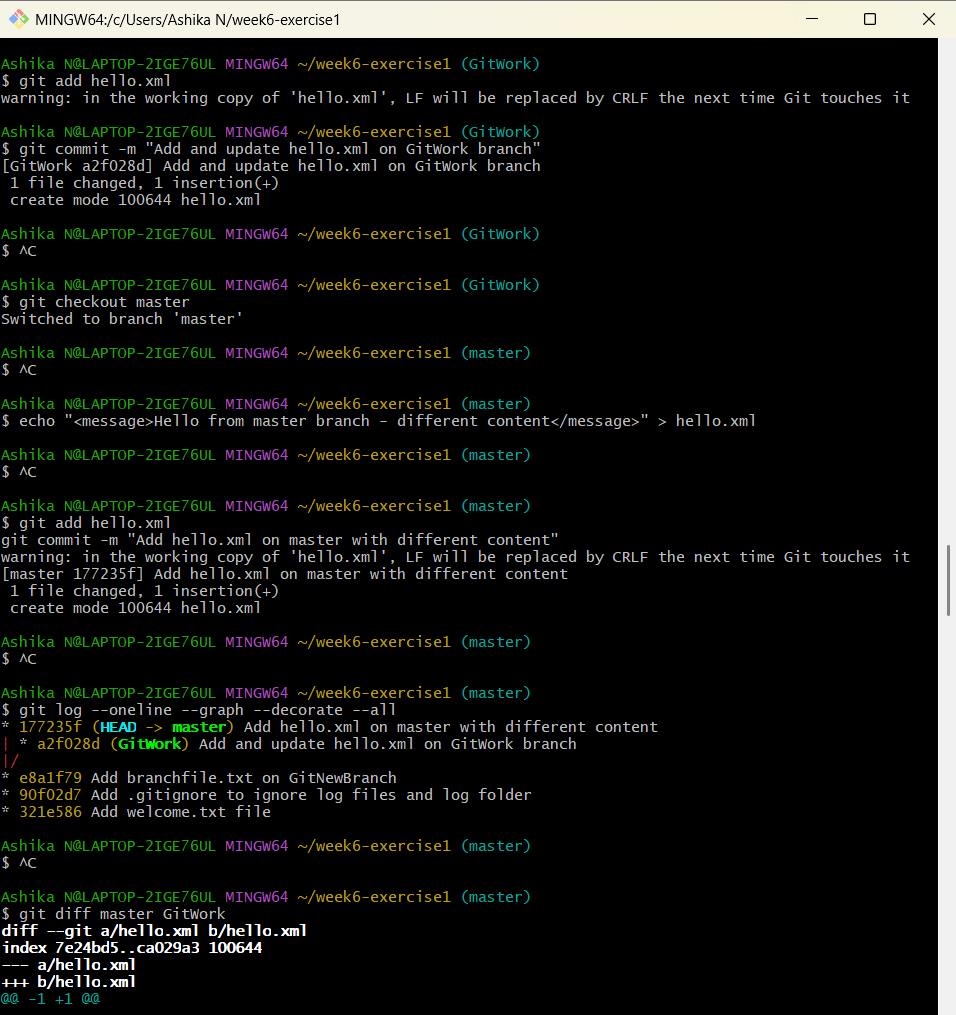 MINGW64:/c/Users/Ashika N/week6-exercise1
Ashika N@LAPTOP-2IGE76UL MINGW64 ~/week6-exercise1 (GitWork)
$ git add hello.xml
warning: in the working copy of 'hello.xml', LF will be replaced by CRLF the next time Git touches it
Ashika N@LAPTOP-2IGE76UL MINGW64 ~/week6-exercise1 (GitWork)
$ git commit -m "Add and update hello.xml on GitWork branch"
[GitWork a2f028d] Add and update hello.xml on GitWork branch
 1 file changed, 1 insertion(+)
 create mode 100644 hello.xml
Ashika N@LAPTOP-2IGE76UL MINGW64 ~/week6-exercise1 (GitWork)
$ ^C
Ashika N@LAPTOP-2IGE76UL MINGW64 ~/week6-exercise1 (GitWork)
$ git checkout master
Switched to branch 'master'
Ashika N@LAPTOP-2IGE76UL MINGW64 ~/week6-exercise1 (master)
$ ^C
Ashika N@LAPTOP-2IGE76UL MINGW64 ~/week6-exercise1 (master)
$ echo "<message>Hello from master branch - different content</message>" > hello.xml
Ashika N@LAPTOP-2IGE76UL MINGW64 ~/week6-exercise1 (master)
$ ^C
Ashika N@LAPTOP-2IGE76UL MINGW64 ~/week6-exercise1 (master)
$ git add hello.xml
git commit -m "Add hello.xml on master with different content"
warning: in the working copy of 'hello.xml', LF will be replaced by CRLF the next time Git touches it
[master 177235f] Add hello.xml on master with different content
 1 file changed, 1 insertion(+)
 create mode 100644 hello.xml
Ashika N@LAPTOP-2IGE76UL MINGW64 ~/week6-exercise1 (master)
$ ^C
Ashika N@LAPTOP-2IGE76UL MINGW64 ~/week6-exercise1 (master)
$ git log --oneline --graph --decorate --all
* 177235f (HEAD -> master) Add hello.xml on master with different content
| * a2f028d (GitWork) Add and update hello.xml on GitWork branch
|/
* e8a1f79 Add branchfile.txt on GitNewBranch
* 90f02d7 Add .gitignore to ignore log files and log folder
* 321e586 Add welcome.txt file
Ashika N@LAPTOP-2IGE76UL MINGW64 ~/week6-exercise1 (master)
$ ^C
Ashika N@LAPTOP-2IGE76UL MINGW64 ~/week6-exercise1 (master)
$ git diff master GitWork
diff --git a/hello.xml b/hello.xml
index 7e24bd5..ca029a3 100644
--- a/hello.xml
+++ b/hello.xml
@@ -1 +1 @@